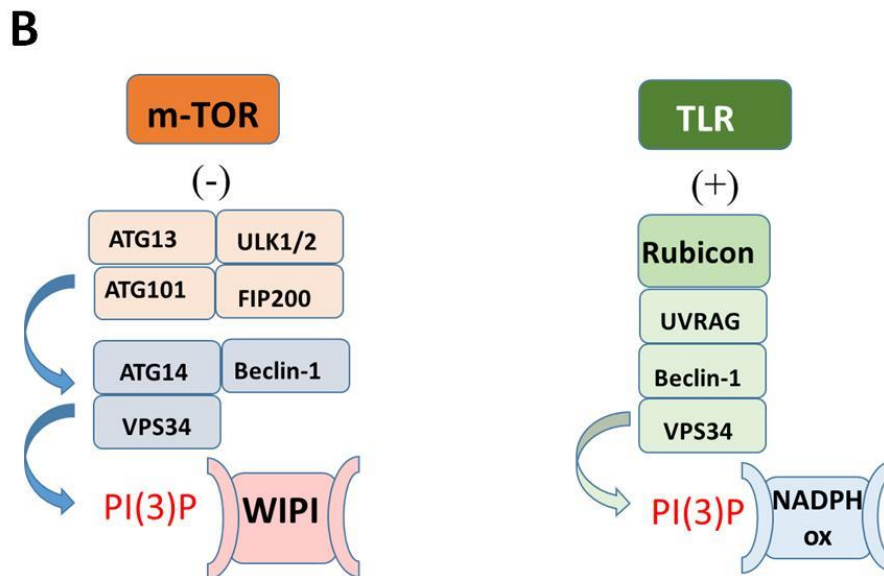 B
m-TOR
(-)
ATG13 ULK1/2
ATG101 FIP200
ATG14 Beclin-1
VPS34
PI(3)P WIPI
TLR
(+)
Rubicon
UVRAG
Beclin-1
VPS34
PI(3)P NADPH
ox